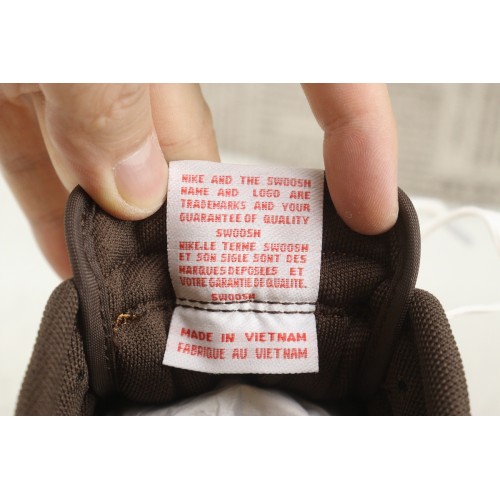 NIKE AND THE SWOOSH
NAME AND LOGO ARE
TRADEMARKS AND YOUR
GUARANTEE OF QUALITY
SWOOSH
NIKE-LE TERME SWOOSH
ET SON SIGLE SONT DES
MARQUES DEPOSEES ET
VOTRE GARANTIE DE QUALITE.
SWOOSH
MADE IN VIETNAM
FABRIQUE AU VIETNAM